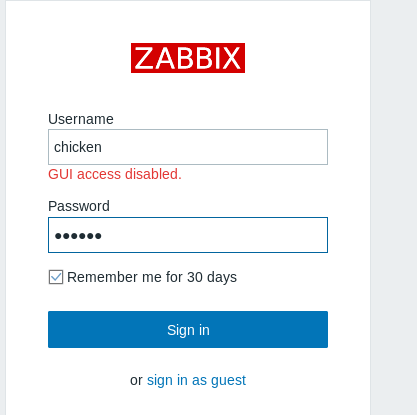 ZABBIX
Username
chicken
GUI access disabled.
Password
●●●●●●
Remember me for 30 days
Sign in
or sign in as guest